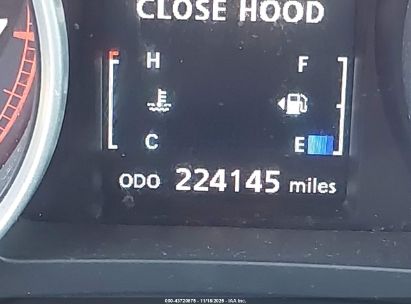 CLOSE HOOD
H F
C E
ODO 224145 miles